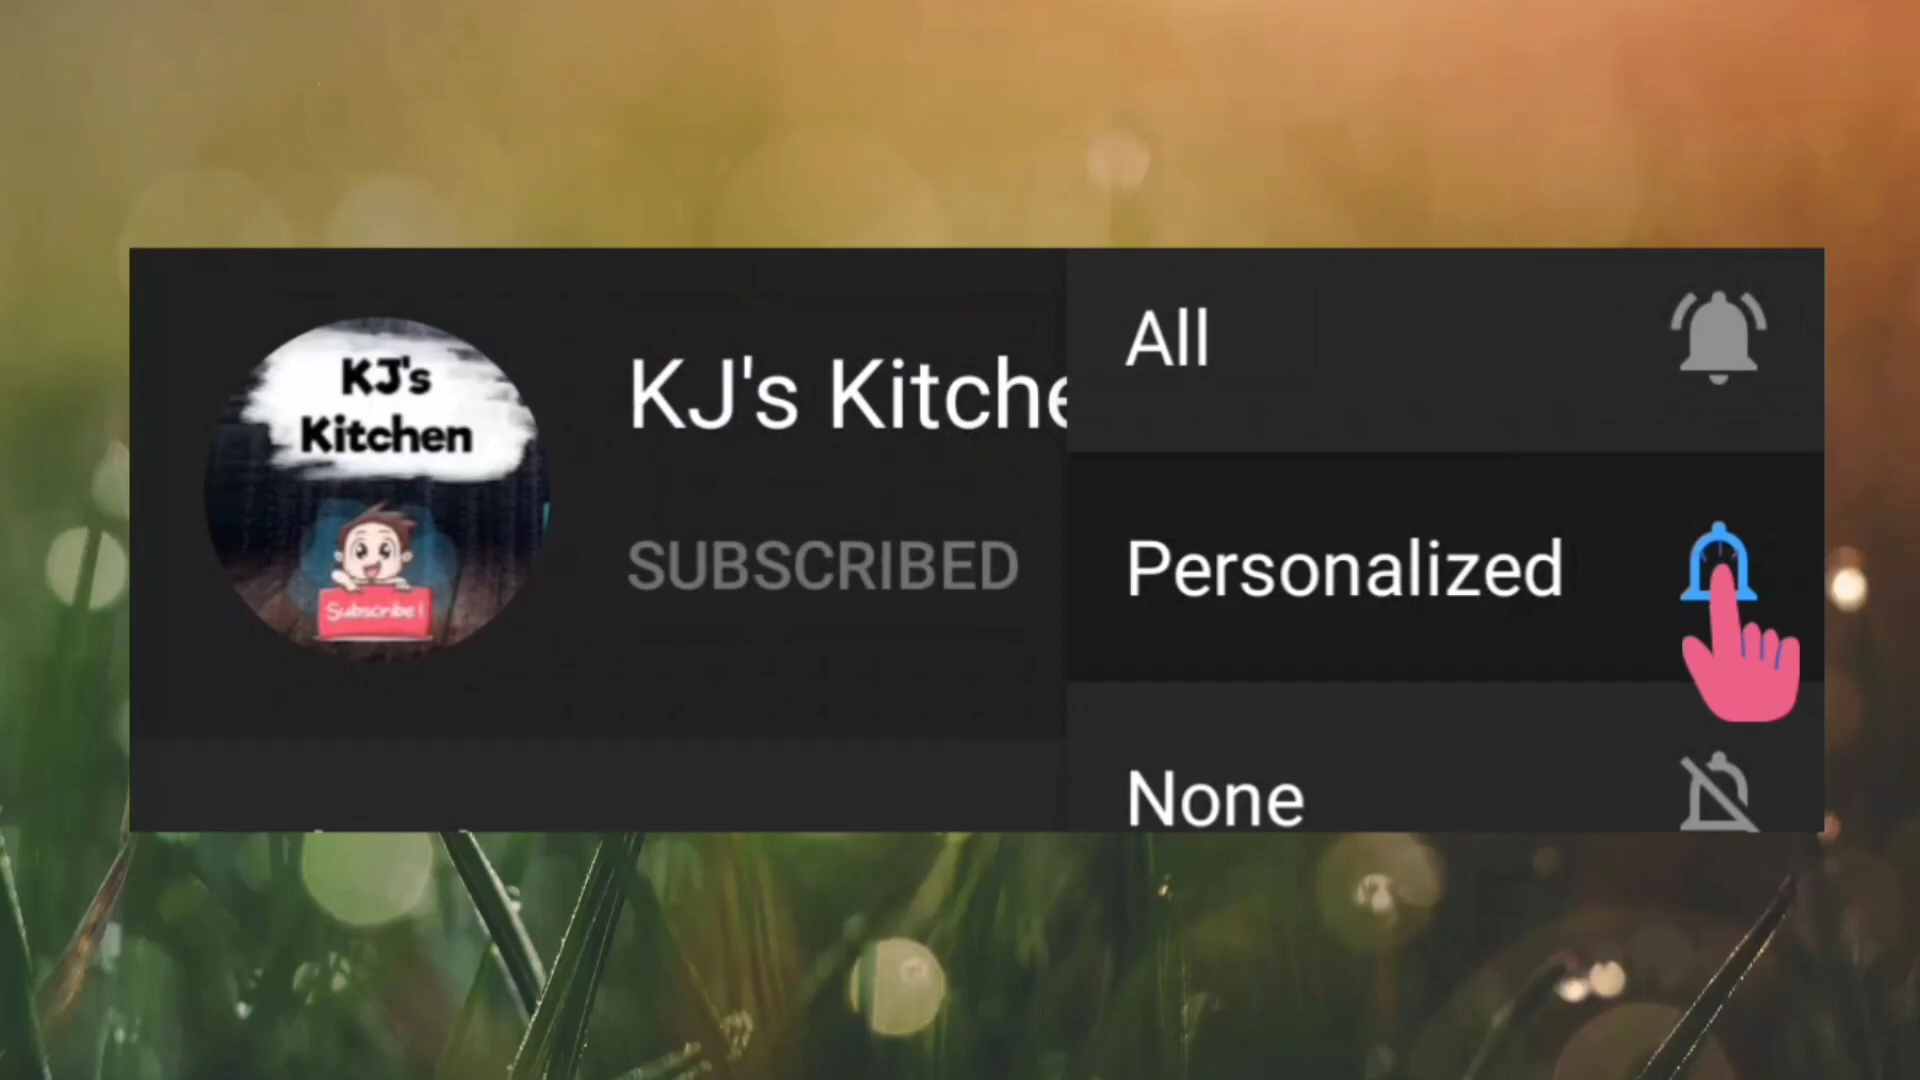 KJ's
Kitchen
Subscribe!
KJ's Kitche
SUBSCRIBED
All
Personalized
None